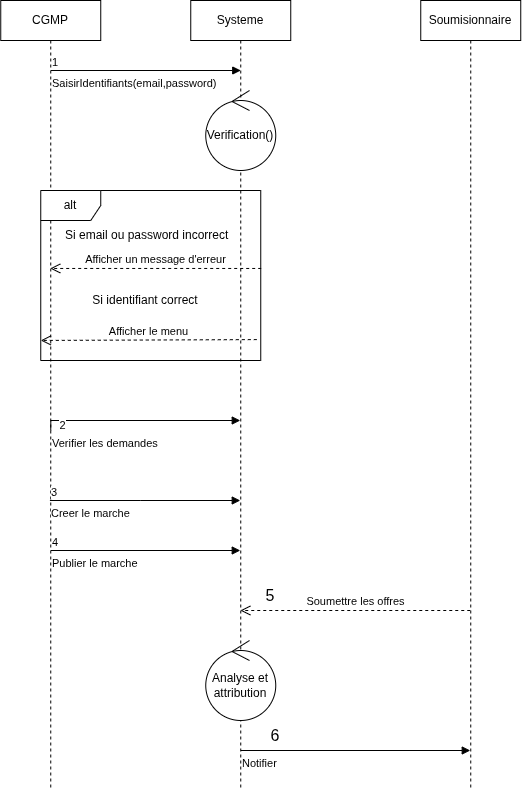 CGMP
Systeme
Soumisionnaire
1
SaisirIdentifiants(email,password)
Verification()
alt
Si email ou password incorrect
Afficher un message d'erreur
Si identifiant correct
Afficher le menu
2
Verifier les demandes
3
Creer le marche
4
Publier le marche
5
Soumettre les offres
Analyse et
attribution
6
Notifier